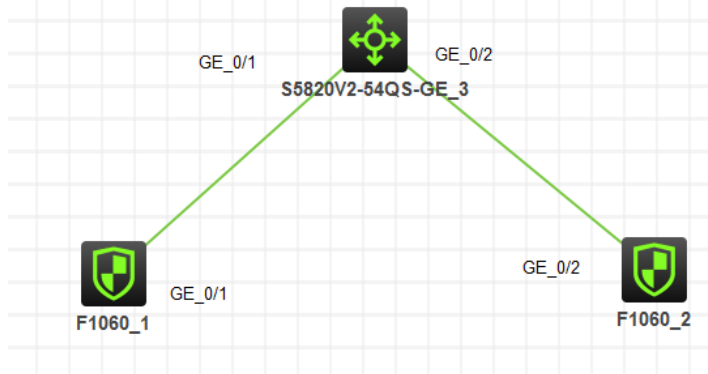 GE_0/1
GE_0/2
S5820V2-54QS-GE_3
GE_0/2
GE_0/1
F1060_1
F1060_2